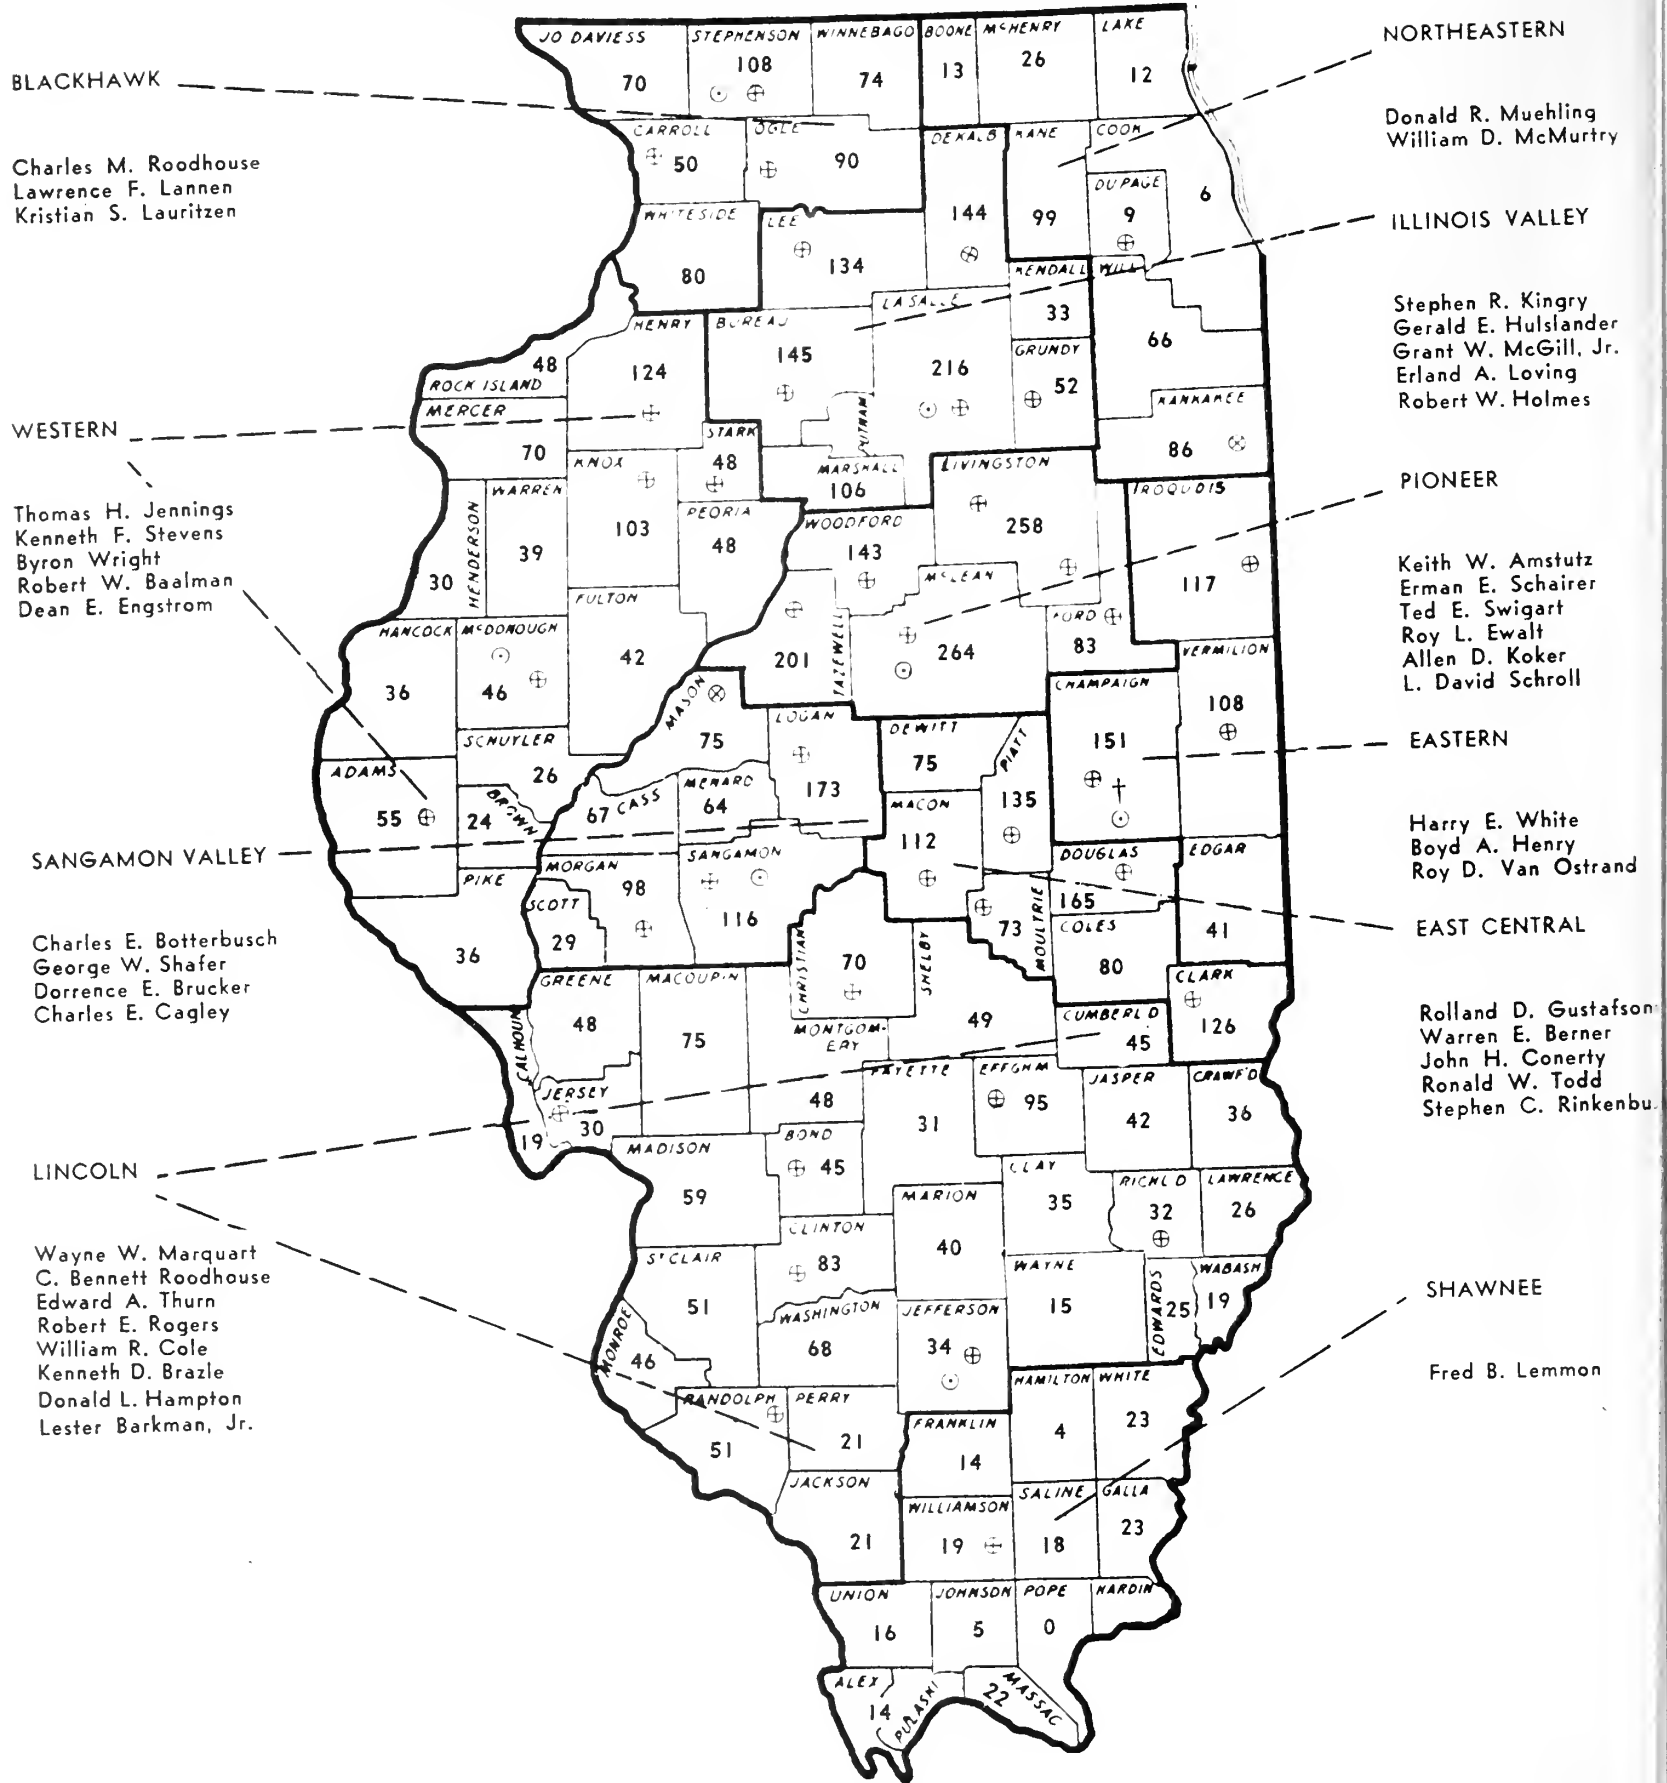 BLACKHAWK
Charles M. Roodhouse
Lawrence F. Lannen
Kristian S. Lauritzen
WESTERN
Thomas H. Jennings
Kenneth F. Stevens
Byron Wright
Robert W. Baalman
Dean E. Engstrom
SANGAMON VALLEY
Charles E. Botterbusch
George W. Shafer
Dorrence E. Brucker
Charles E. Cagley
LINCOLN
Wayne W. Marquart
C. Bennett Roodhouse
Edward A. Thurn
Robert E. Rogers
William R. Cole
Kenneth D. Brazle
Donald L. Hampton
Lester Barkman, Jr.
JO DAVIESS
70
STEPHENSON
108
WINNEBAGO
74
BOONE
13
McHENRY
26
LAKE
12
CARROLL
50
OGLE
90
DEKALB
144
KANE
99
COOK
6
DUPAGE
9
WHITESIDE
80
LEE
134
KENDALL
33
WILL
66
ROCK ISLAND
48
HENRY
124
BUREAU
145
LA SALLE
216
GRUNDY
52
KANKAKEE
86
MERCER
70
PUTNAM
STARK
48
MARSHALL
106
LIVINGSTON
258
IROQUOIS
117
HENDERSON
30
WARREN
39
KNOX
103
PEORIA
48
WOODFORD
143
McLEAN
264
FORD
83
HANCOCK
36
McDONOUGH
46
FULTON
42
TAZEWELL
201
VERMILION
108
MASON
75
LOGAN
173
DEWITT
75
PIATT
135
CHAMPAIGN
151
ADAMS
55
SCHUYLER
26
BROWN
24
CASS
67
MENARD
64
MACON
112
DOUGLAS
165
EDGAR
41
PIKE
36
MORGAN
98
SCOTT
29
SANGAMON
116
CHRISTIAN
70
SHELBY
49
MOULTRIE
73
COLES
80
CLARK
126
CALHOUN
19
GREENE
48
MACOUPIN
75
MONTGOM-
ERY
48
CUMBERL'D
45
JERSEY
30
FAYETTE
31
EFFGHM
95
JASPER
42
CRAWF'D
36
MADISON
59
BOND
45
CLAY
35
RICHL'D
32
LAWRENCE
26
CLINTON
83
MARION
40
ST CLAIR
51
WAYNE
15
EDWARDS
25
WABASH
19
MONROE
46
WASHINGTON
68
JEFFERSON
34
HAMILTON
4
WHITE
23
RANDOLPH
51
PERRY
21
FRANKLIN
14
JACKSON
21
WILLIAMSON
19
SALINE
18
GALLA
23
UNION
16
JOHNSON
5
POPE
0
HARDIN
ALEX
14
PULASKI
MASSAC
22
NORTHEASTERN
Donald R. Muehling
William D. McMurtry
ILLINOIS VALLEY
Stephen R. Kingry
Gerald E. Hulslander
Grant W. McGill, Jr.
Erland A. Loving
Robert W. Holmes
PIONEER
Keith W. Amstutz
Erman E. Schairer
Ted E. Swigart
Roy L. Ewalt
Allen D. Koker
L. David Schroll
EASTERN
Harry E. White
Boyd A. Henry
Roy D. Van Ostrand
EAST CENTRAL
Rolland D. Gustafson
Warren E. Berner
John H. Conerty
Ronald W. Todd
Stephen C. Rinkenbu
SHAWNEE
Fred B. Lemmon